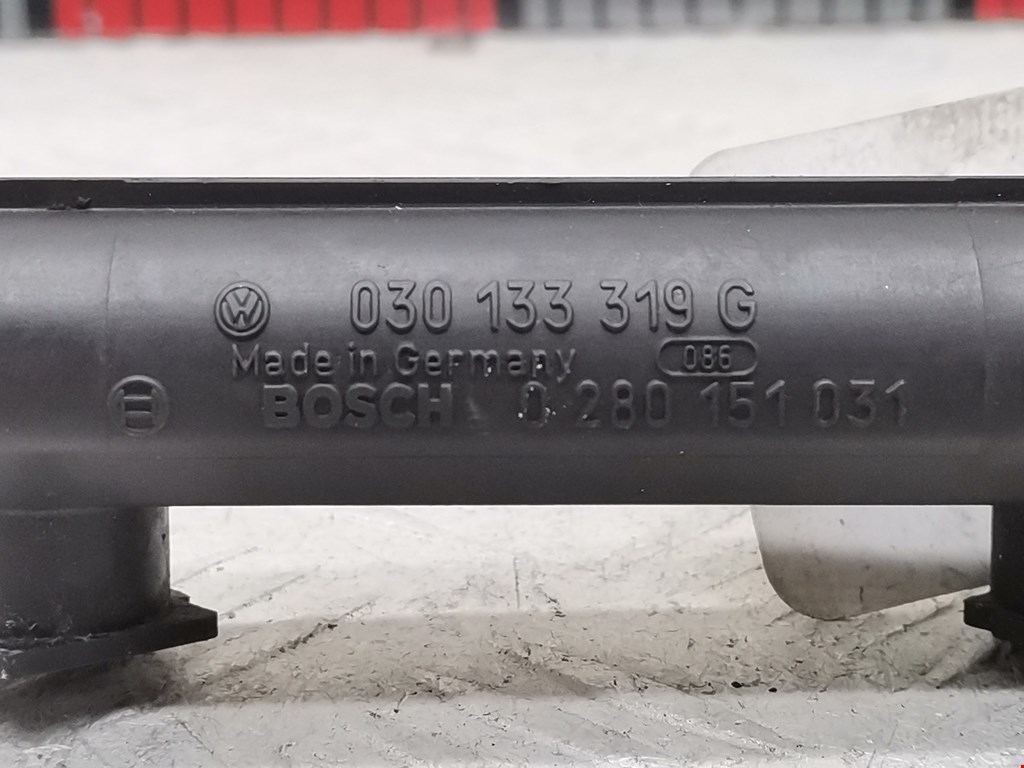 030 133 319 G
Made in Germany 086
BOSCH 0 280 151 031